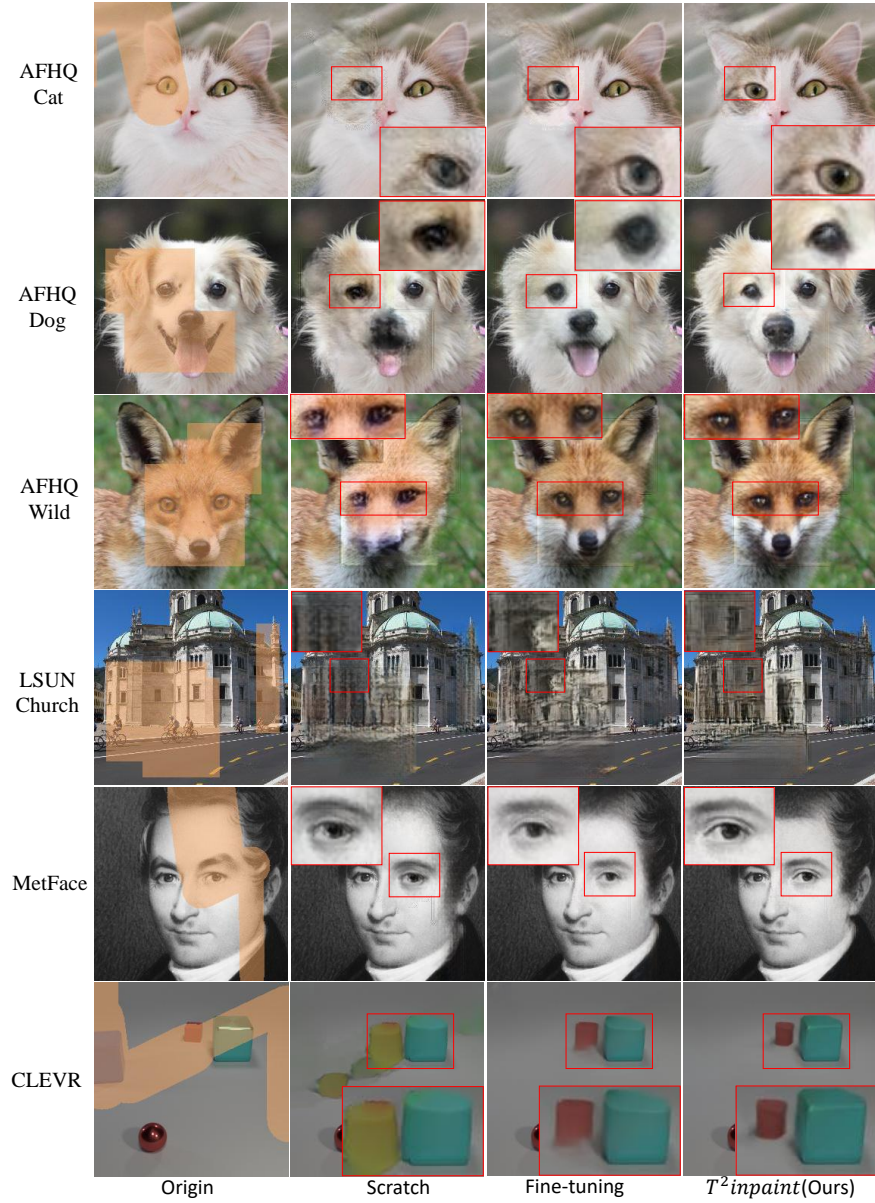 AFHQ
Cat
AFHQ
Dog
AFHQ
Wild
LSUN
Church
MetFace
CLEVR
Origin
Scratch
Fine-tuning
T²inpaint(Ours)